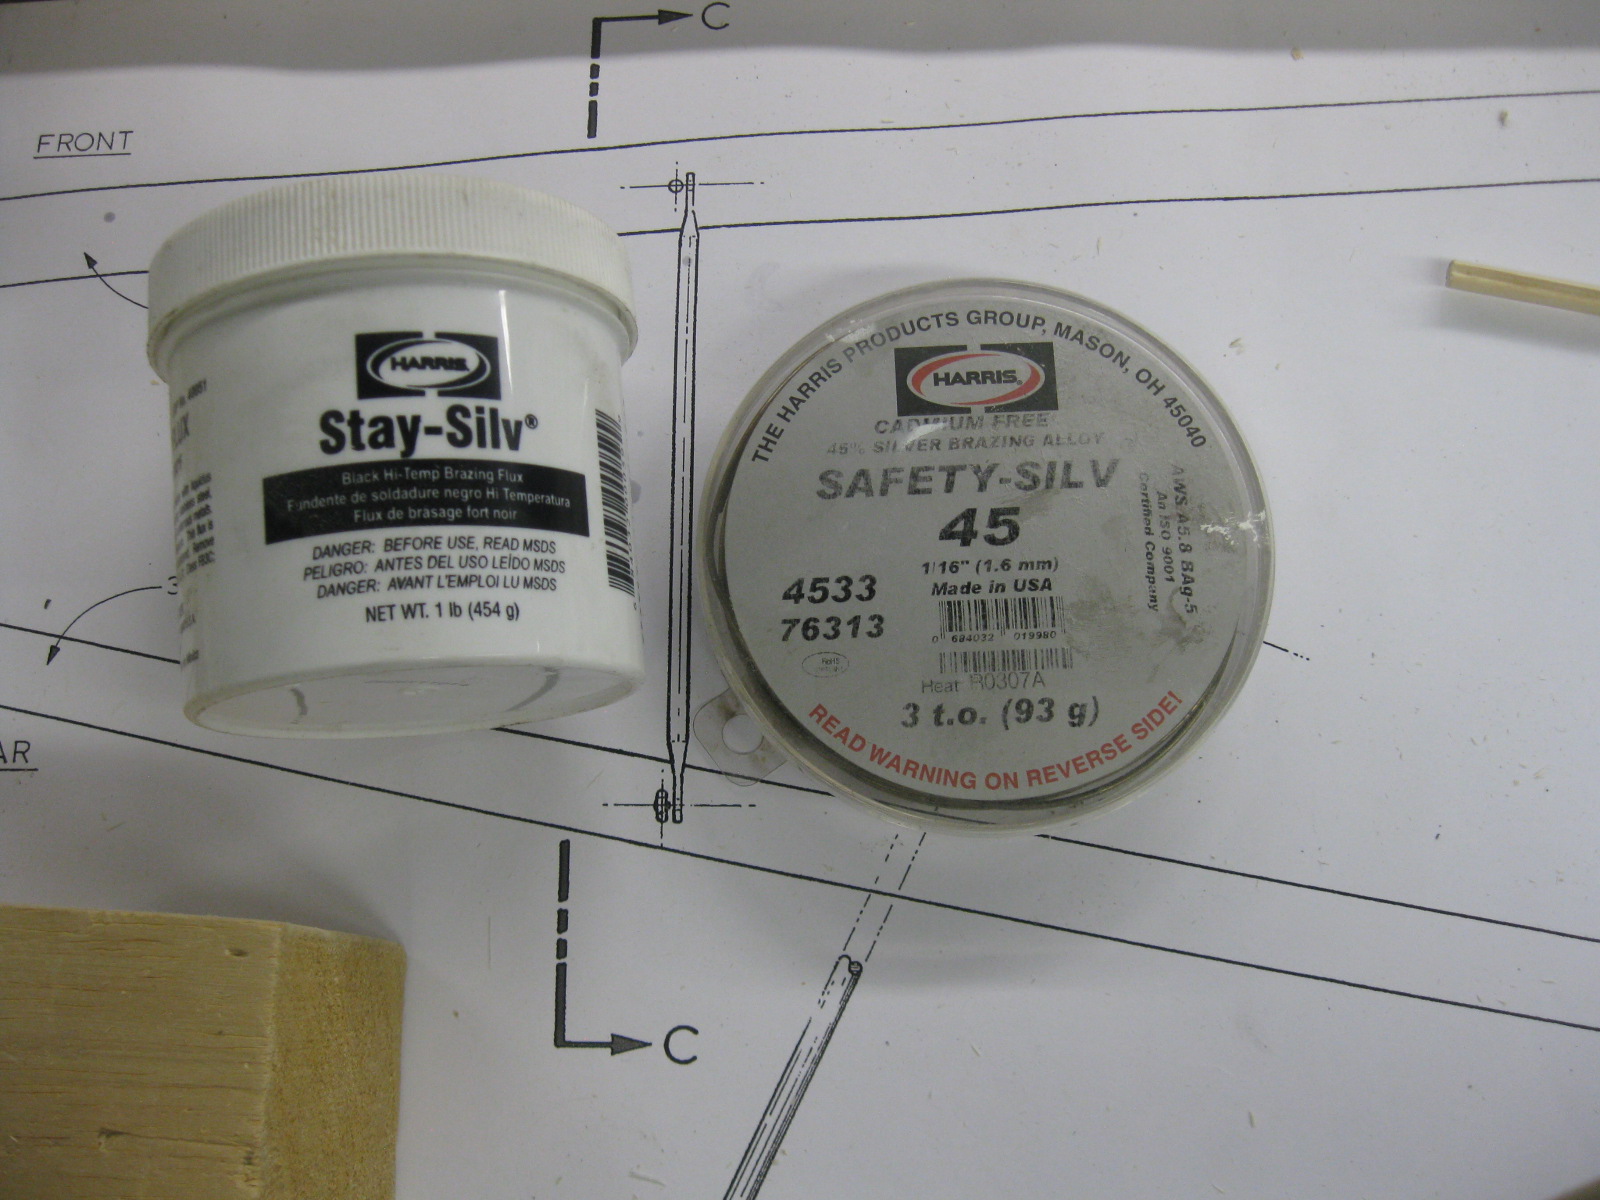 C
FRONT
HARRIS
Stay-Silv®
Black Hi-Temp Brazing Flux
Fundente de soldadure negro Hi Temperatura
Flux de brasage fort noir
DANGER: BEFORE USE, READ MSDS
PELIGRO: ANTES DEL USO LEÍDO MSDS
DANGER: AVANT L'EMPLOI LU MSDS
NET WT. 1 lb (454 g)
THE HARRIS PRODUCTS GROUP, MASON, OH 45040
HARRIS®
CADMIUM FREE
45% SILVER BRAZING ALLOY
SAFETY-SILV
45
1/16" (1.6 mm)
Made in USA
4533
76313
0 684032 019980
RoHS
Heat R0307A
3 t.o. (93 g)
READ WARNING ON REVERSE SIDE!
AWS A5.8 BAg-5
An ISO 9001
Certified Company
3
AR
C